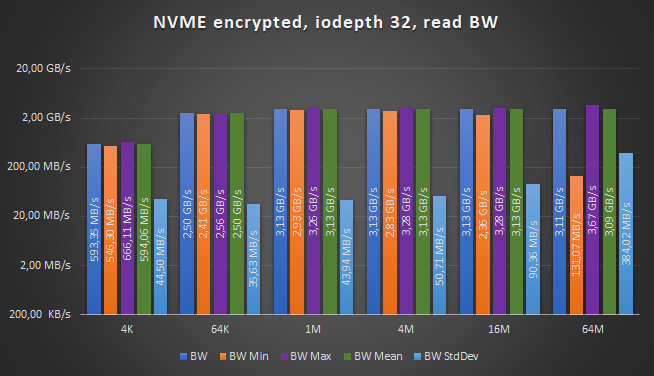 NVME encrypted, iodepth 32, read BW
20,00 GB/s
2,00 GB/s
200,00 MB/s
20,00 MB/s
2,00 MB/s
200,00 KB/s
593,35 MB/s
546,30 MB/s
666,11 MB/s
594,06 MB/s
44,50 MB/s
2,50 GB/s
2,41 GB/s
2,56 GB/s
2,50 GB/s
35,63 MB/s
3,13 GB/s
2,93 GB/s
3,26 GB/s
3,13 GB/s
43,94 MB/s
3,13 GB/s
2,83 GB/s
3,28 GB/s
3,13 GB/s
50,71 MB/s
3,13 GB/s
2,36 GB/s
3,28 GB/s
3,13 GB/s
90,36 MB/s
3,11 GB/s
131,07 MB/s
3,67 GB/s
3,09 GB/s
384,02 MB/s
4K 64K 1M 4M 16M 64M
BW BW Min BW Max BW Mean BW StdDev